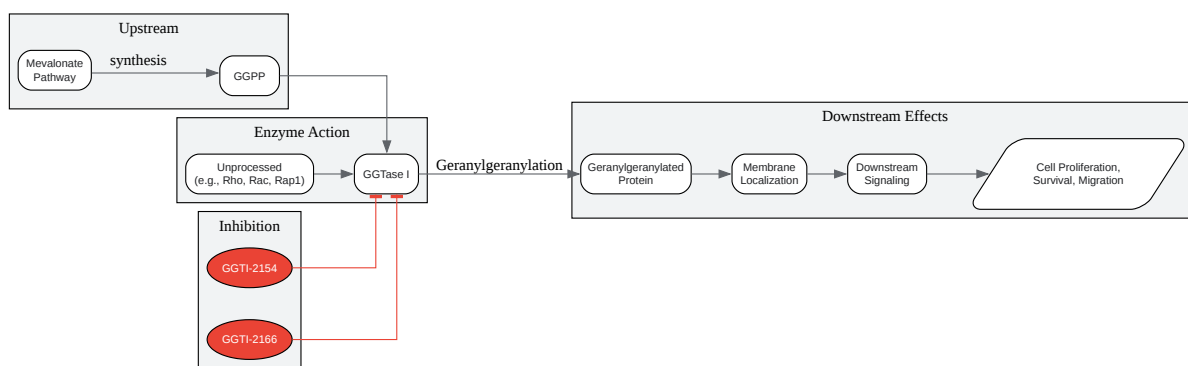 Upstream
Mevalonate
Pathway
synthesis
GGPP
Enzyme Action
Unprocessed
(e.g., Rho, Rac, Rap1)
GGTase I
Geranylgeranylation
Downstream Effects
Geranylgeranylated
Protein
Membrane
Localization
Downstream
Signaling
Cell Proliferation,
Survival, Migration
Inhibition
GGTI-2154
GGTI-2166